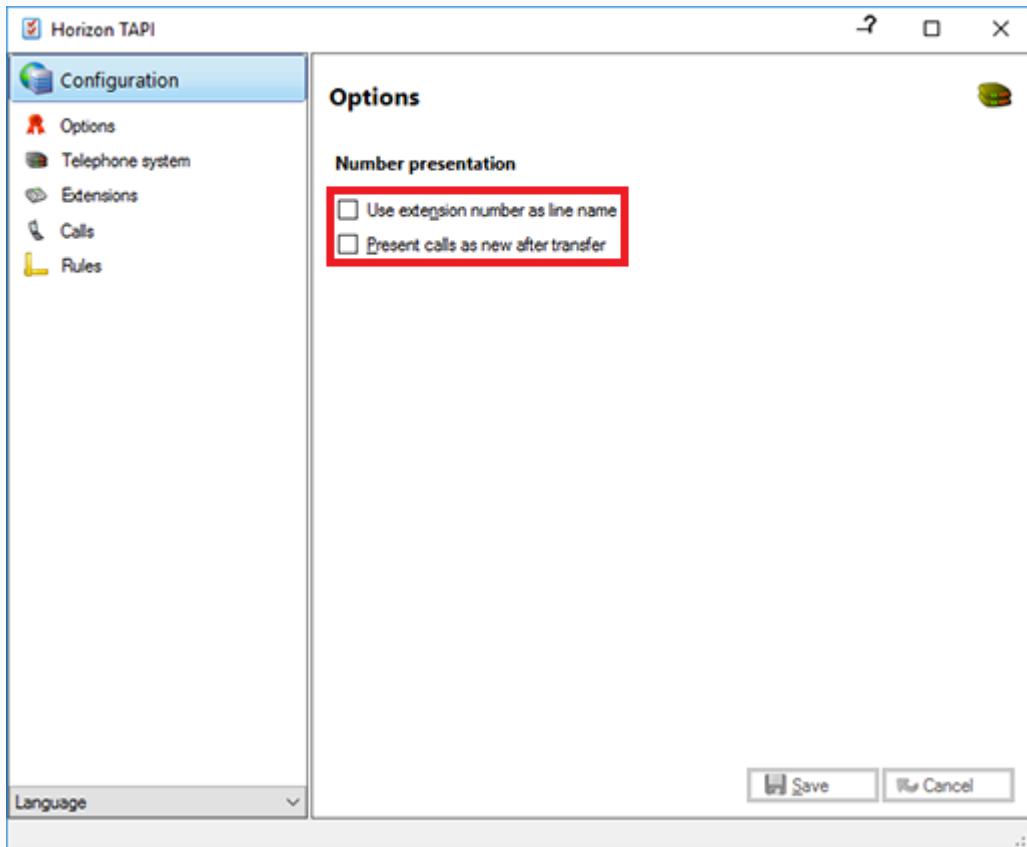 Horizon TAPI
Configuration
Options
Telephone system
Extensions
Calls
Rules
Language
Options
Number presentation
Use extension number as line name
Present calls as new after transfer
Save
Cancel